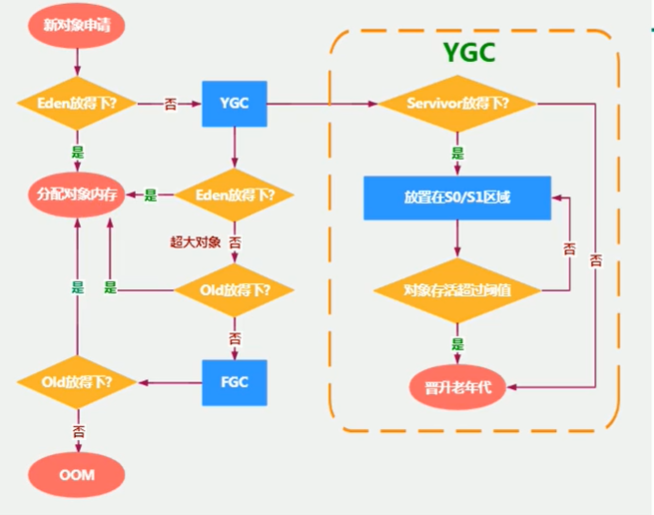 新对象申请
YGC
Eden放得下?
否
YGC
Servivor放得下?
是
是
分配对象内存
是
Eden放得下?
放置在S0/S1区域
超大对象
否
否
否
是
是
Old放得下?
对象存活超过阈值
否
是
Old放得下?
FGC
晋升老年代
否
OOM